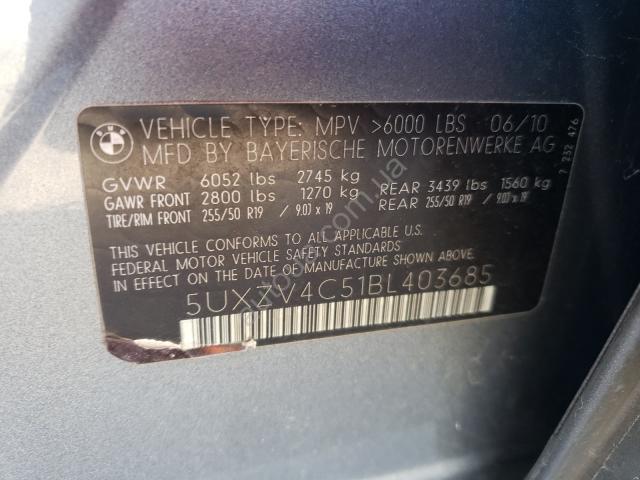 BMW
VEHICLE TYPE: MPV >6000 LBS 06/10
MFD BY BAYERISCHE MOTORENWERKE AG
GVWR 6052 lbs 2745 kg
GAWR FRONT 2800 lbs 1270 kg REAR 3439 lbs 1560 kg
TIRE/RIM FRONT 255/50 R19 / 9.0J x 19 REAR 255/50 R19 / 9.0J x 19
THIS VEHICLE CONFORMS TO ALL APPLICABLE U.S.
FEDERAL MOTOR VEHICLE SAFETY STANDARDS IN
EFFECT ON THE DATE OF MANUFACTURE SHOWN ABOVE.
5UXZV4C51BL403685
7 232 476